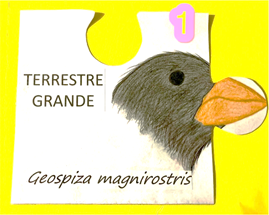 1
TERRESTRE
GRANDE
Geospiza magnirostris